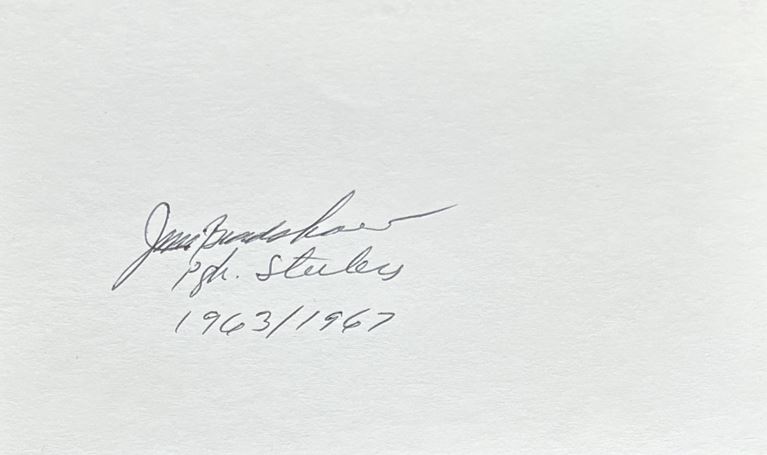 Jim Bradshaw
Pgh. Steelers
1963/1967